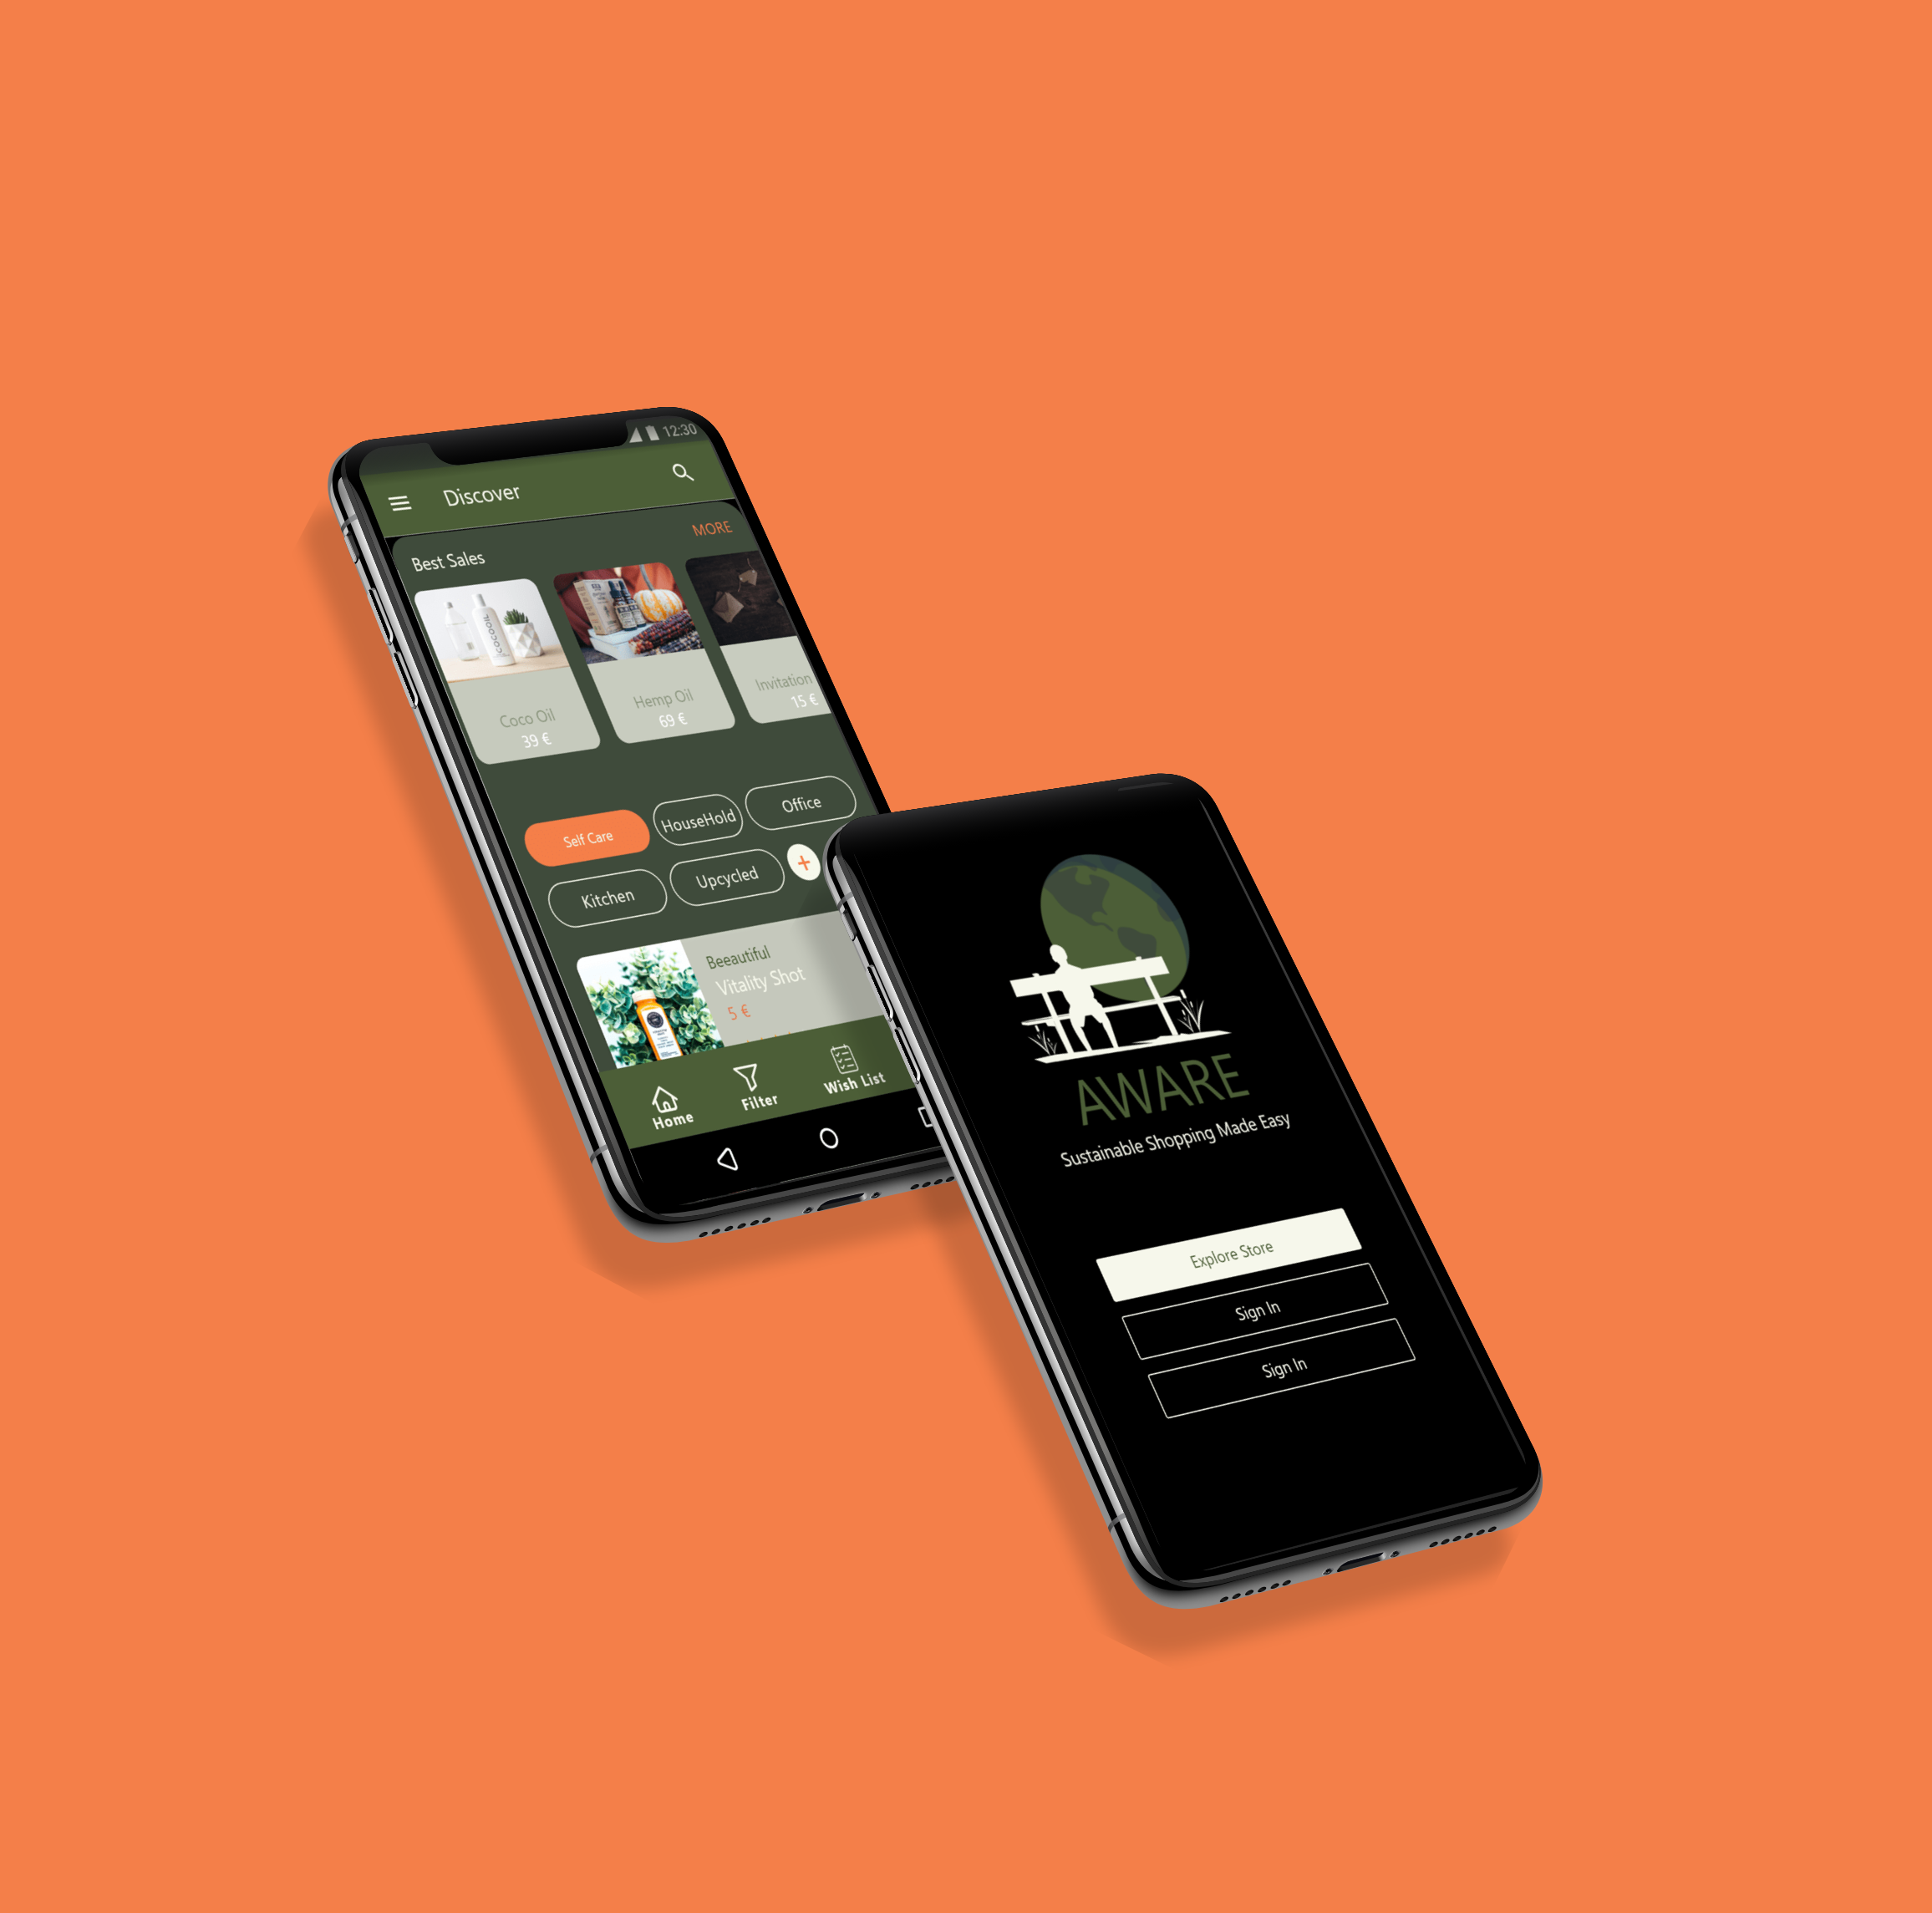 12:30
Discover
Best Sales
MORE
COCOOIL
Coco Oil
39 €
Hemp Oil
69 €
Invitation
15 €
Self Care
HouseHold
Office
Kitchen
Upcycled
Beeautiful
Vitality Shot
5 €
Home
Filter
Wish List
AWARE
Sustainable Shopping Made Easy
Explore Store
Sign In
Sign In